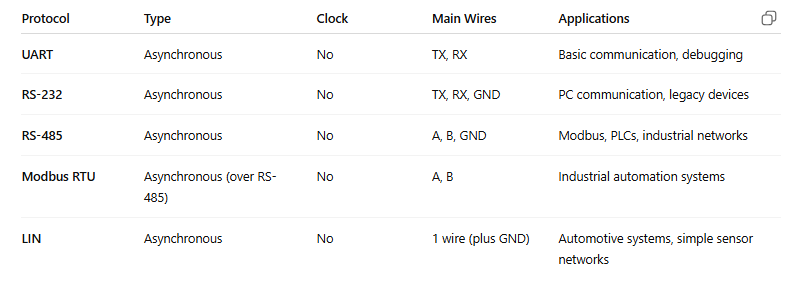 Protocol Type Clock Main Wires Applications
UART Asynchronous No TX, RX Basic communication, debugging
RS-232 Asynchronous No TX, RX, GND PC communication, legacy devices
RS-485 Asynchronous No A, B, GND Modbus, PLCs, industrial networks
Modbus RTU Asynchronous (over RS- No A, B Industrial automation systems
485)
LIN Asynchronous No 1 wire (plus GND) Automotive systems, simple sensor
networks